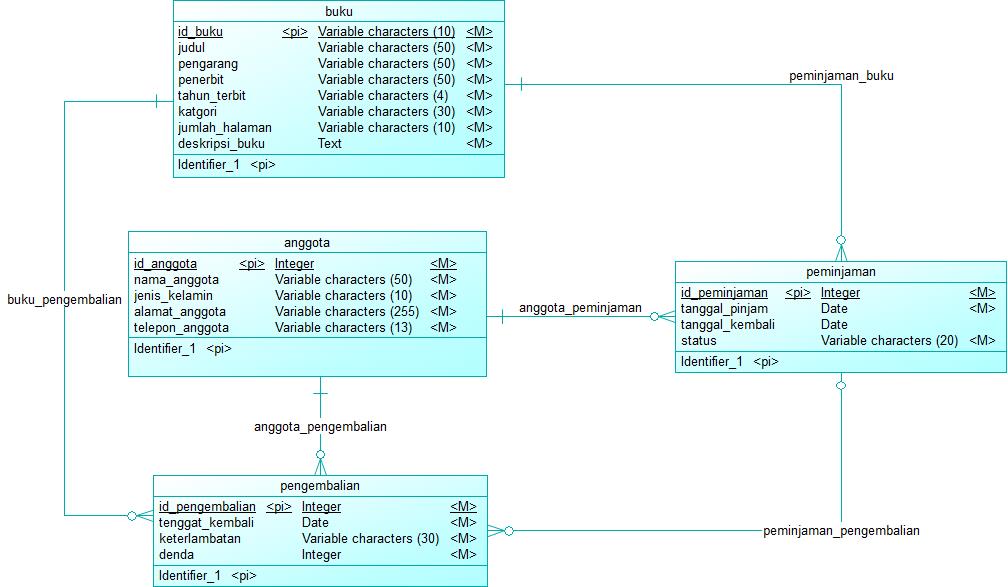 buku
id_buku <pi> Variable characters (10) <M>
judul Variable characters (50) <M>
pengarang Variable characters (50) <M>
penerbit Variable characters (50) <M>
tahun_terbit Variable characters (4) <M>
katgori Variable characters (30) <M>
jumlah_halaman Variable characters (10) <M>
deskripsi_buku Text <M>
Identifier_1 <pi>
peminjaman_buku
anggota
id_anggota <pi> Integer <M>
nama_anggota Variable characters (50) <M>
jenis_kelamin Variable characters (10) <M>
alamat_anggota Variable characters (255) <M>
telepon_anggota Variable characters (13) <M>
Identifier_1 <pi>
buku_pengembalian
anggota_peminjaman
peminjaman
id_peminjaman <pi> Integer <M>
tanggal_pinjam Date <M>
tanggal_kembali Date
status Variable characters (20) <M>
Identifier_1 <pi>
anggota_pengembalian
pengembalian
id_pengembalian <pi> Integer <M>
tenggat_kembali Date <M>
keterlambatan Variable characters (30) <M>
denda Integer <M>
Identifier_1 <pi>
peminjaman_pengembalian